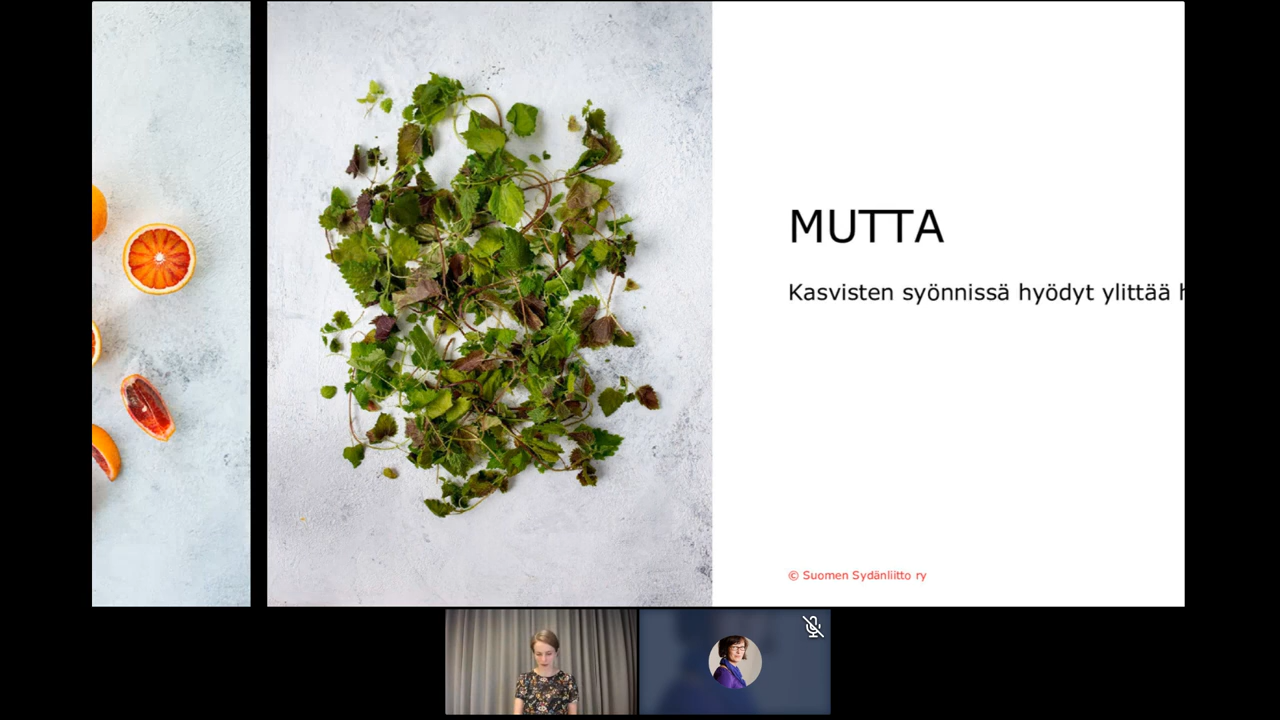 MUTTA
Kasvisten syönnissä hyödyt ylittää
© Suomen Sydänliitto ry